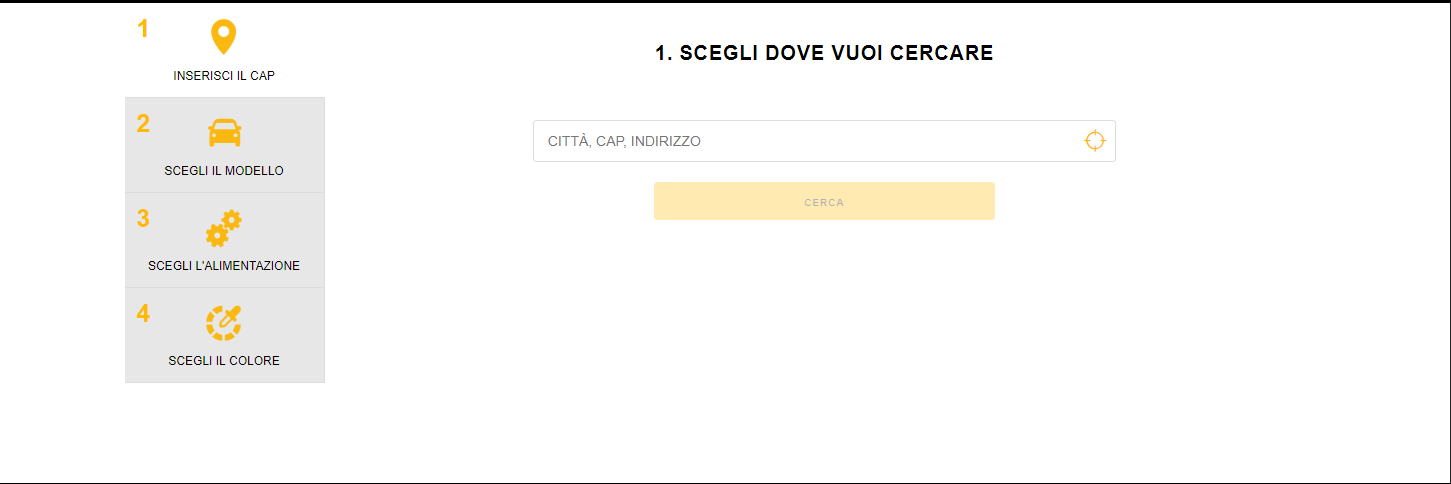 1
INSERISCI IL CAP
2
SCEGLI IL MODELLO
3
SCEGLI L'ALIMENTAZIONE
4
SCEGLI IL COLORE
1. SCEGLI DOVE VUOI CERCARE
CITTÀ, CAP, INDIRIZZO
CERCA